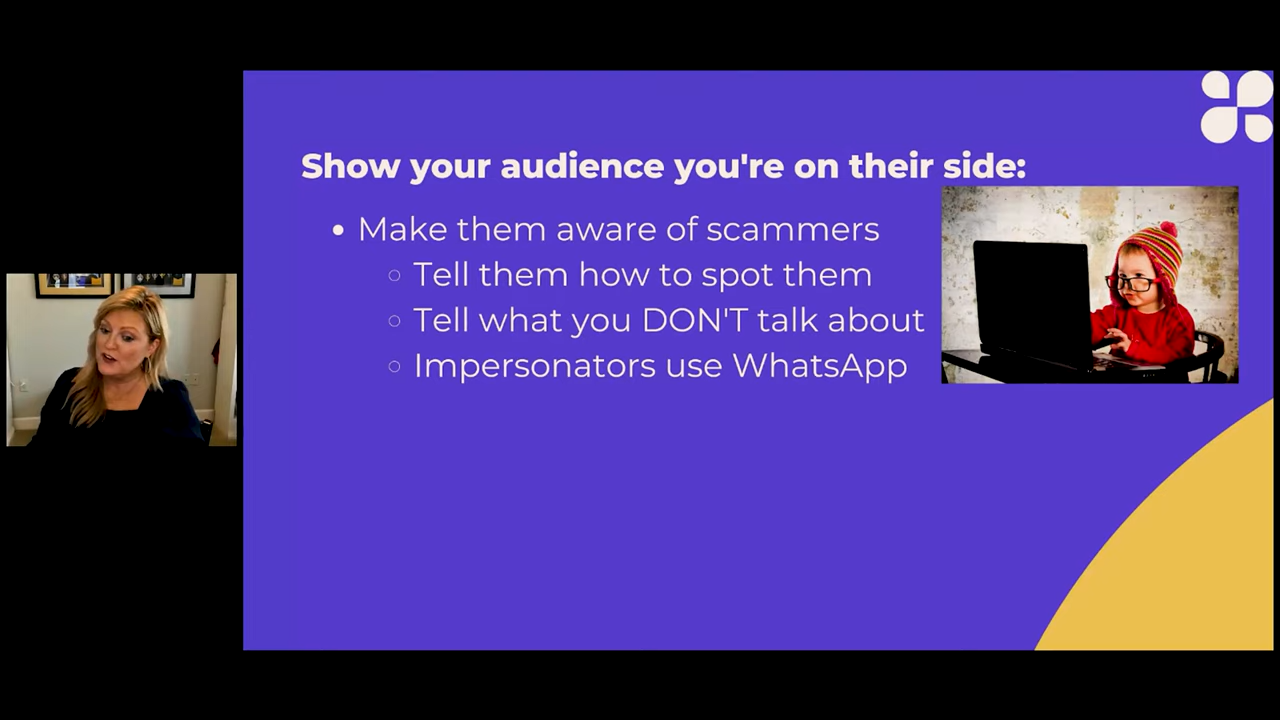 Show your audience you're on their side:
Make them aware of scammers
Tell them how to spot them
Tell what you DON'T talk about
Impersonators use WhatsApp